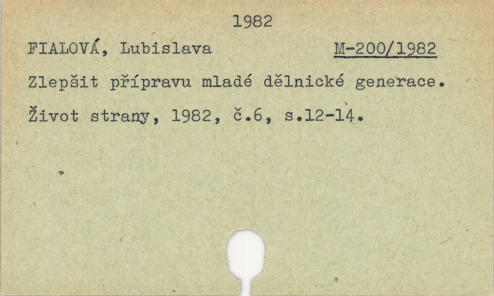 1982
FIALOVÁ, Lubislava M-200/1982
Zlepšit přípravu mladé dělnické generace.
Život strany, 1982, č.6, s.12-14.